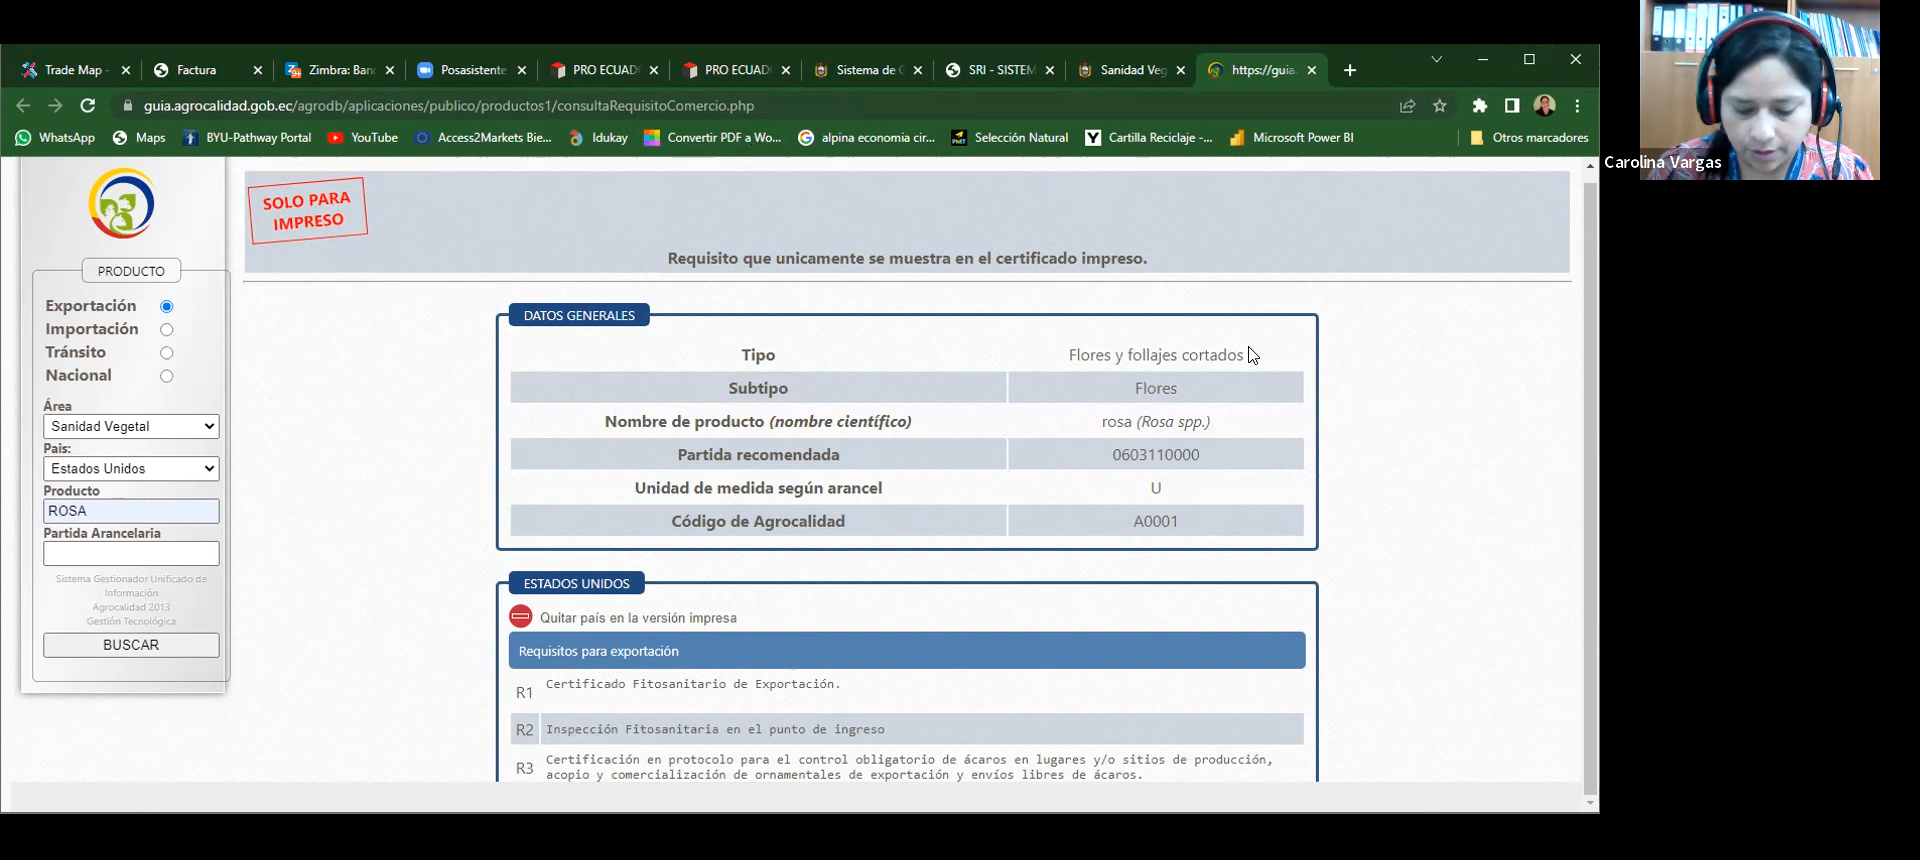 Trade Map -
Factura
Zimbra: Ban
Posasistente
PRO ECUAD
PRO ECUAD
Sistema de G
SRI - SISTEM
Sanidad Veg
https://guia.
guia.agrocalidad.gob.ec/agrodb/aplicaciones/publico/productos1/consultaRequisitoComercio.php
WhatsApp
Maps
BYU-Pathway Portal
YouTube
Access2Markets Bie...
Idukay
Convertir PDF a Wo...
alpina economia cir...
Selección Natural
Cartilla Reciclaje -...
Microsoft Power BI
Otros marcadores
Carolina Vargas
SOLO PARA
IMPRESO
Requisito que unicamente se muestra en el certificado impreso.
PRODUCTO
Exportación
Importación
Tránsito
Nacional
Área
Sanidad Vegetal
Pais:
Estados Unidos
Producto
ROSA
Partida Arancelaria
Sistema Gestionador Unificado de
Información
Agrocalidad 2013
Gestión Tecnológica
BUSCAR
DATOS GENERALES
Tipo Flores y follajes cortados
Subtipo Flores
Nombre de producto (nombre científico) rosa (Rosa spp.)
Partida recomendada 0603110000
Unidad de medida según arancel U
Código de Agrocalidad A0001
ESTADOS UNIDOS
Quitar país en la versión impresa
Requisitos para exportación
R1 Certificado Fitosanitario de Exportación.
R2 Inspección Fitosanitaria en el punto de ingreso
R3 Certificación en protocolo para el control obligatorio de ácaros en lugares y/o sitios de producción,
acopio y comercialización de ornamentales de exportación y envíos libres de ácaros.